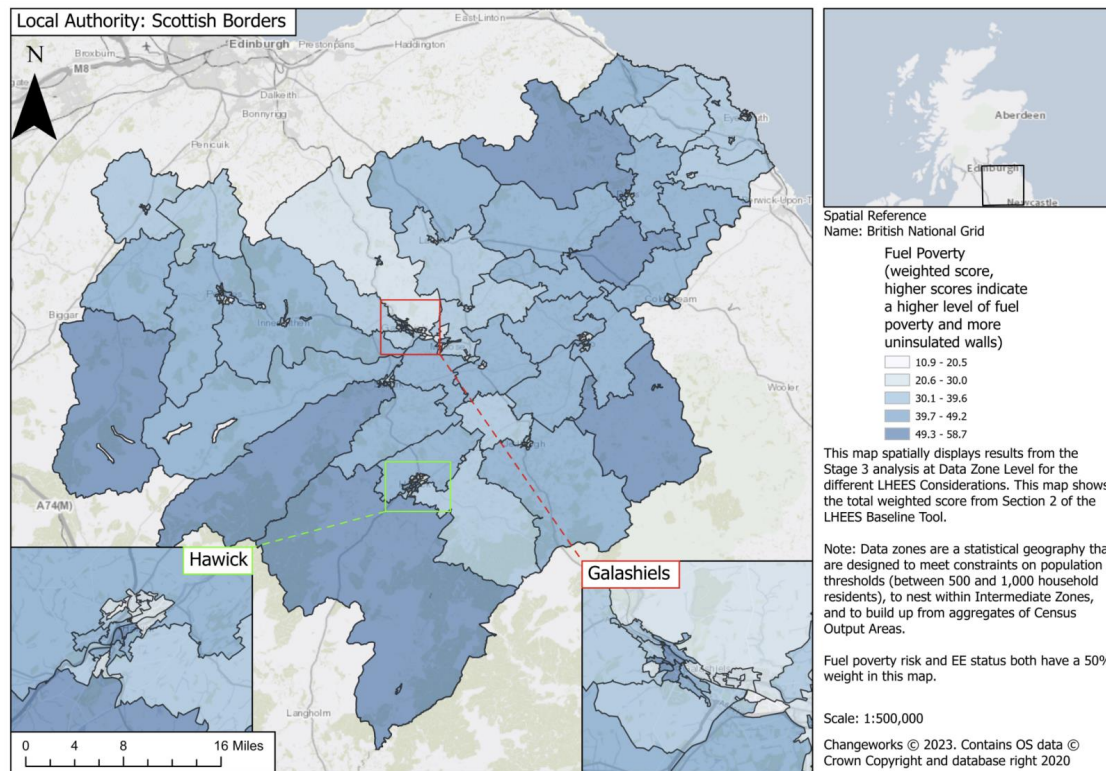 Local Authority: Scottish Borders
N
Edinburgh
Prestonpans
East-Linton
Haddington
Broxburn
M8
Dalkeith
Bonnyrigg
Penicuik
Biggar
Wooler
A74(M)
Langholm
Hawick
Galashiels
0 4 8 16 Miles
Aberdeen
Edinburgh
Newcastle
Spatial Reference
Name: British National Grid
Fuel Poverty
(weighted score,
higher scores indicate
a higher level of fuel
poverty and more
uninsulated walls)
10.9 - 20.5
20.6 - 30.0
30.1 - 39.6
39.7 - 49.2
49.3 - 58.7
This map spatially displays results from the
Stage 3 analysis at Data Zone Level for the
different LHEES Considerations. This map shows
the total weighted score from Section 2 of the
LHEES Baseline Tool.
Note: Data zones are a statistical geography tha
are designed to meet constraints on population
thresholds (between 500 and 1,000 household
residents), to nest within Intermediate Zones,
and to build up from aggregates of Census
Output Areas.
Fuel poverty risk and EE status both have a 50%
weight in this map.
Scale: 1:500,000
Changeworks © 2023. Contains OS data ©
Crown Copyright and database right 2020